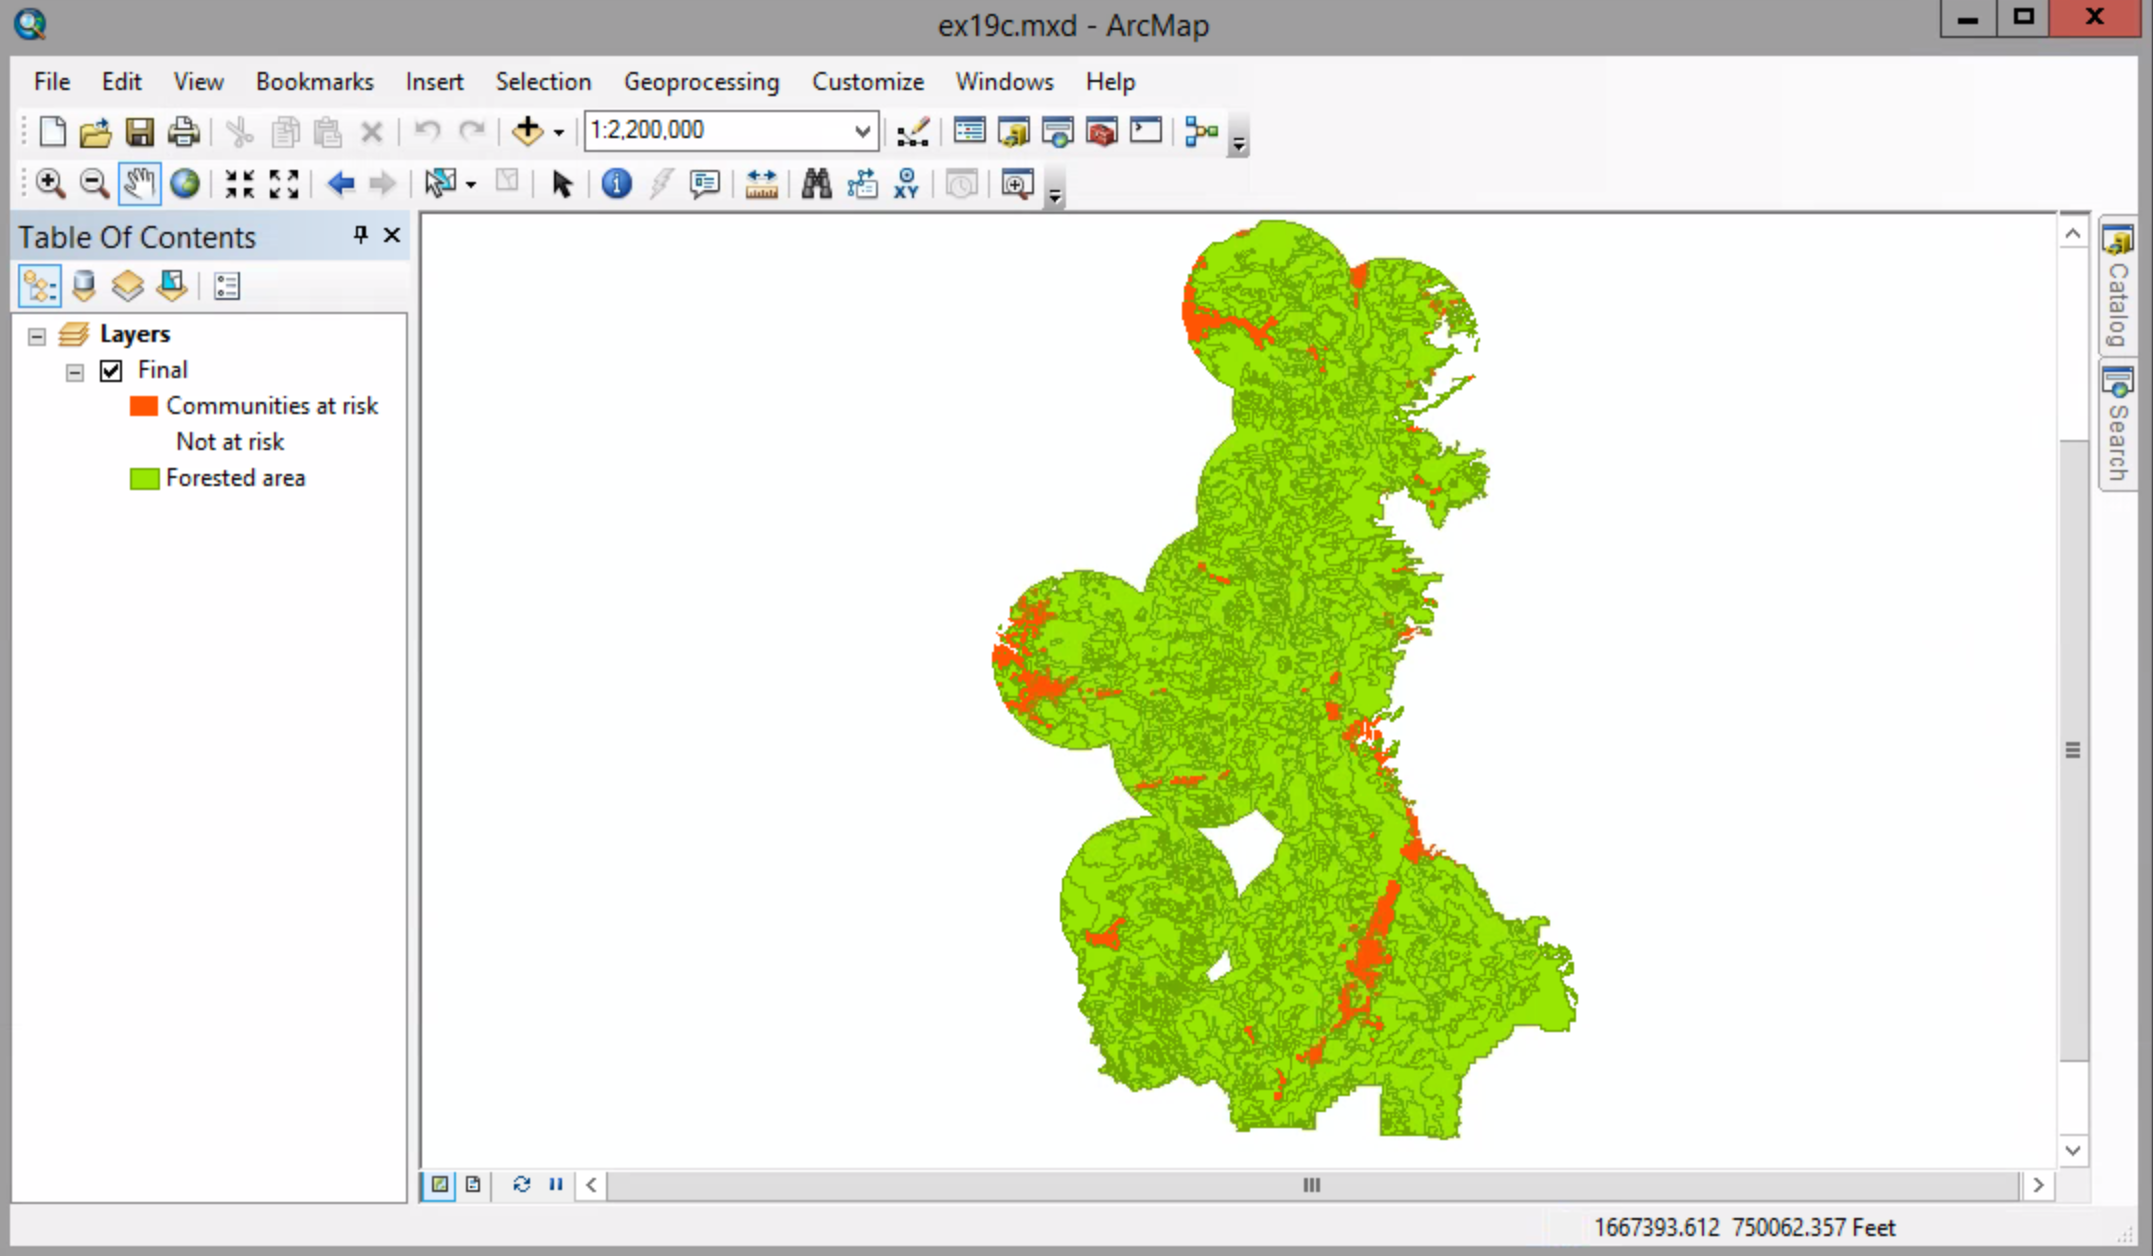 ex19c.mxd - ArcMap
File Edit View Bookmarks Insert Selection Geoprocessing Customize Windows Help
1:2,200,000
XY
Table Of Contents
Layers
Final
Communities at risk
Not at risk
Forested area
Catalog
Search
1667393.612 750062.357 Feet